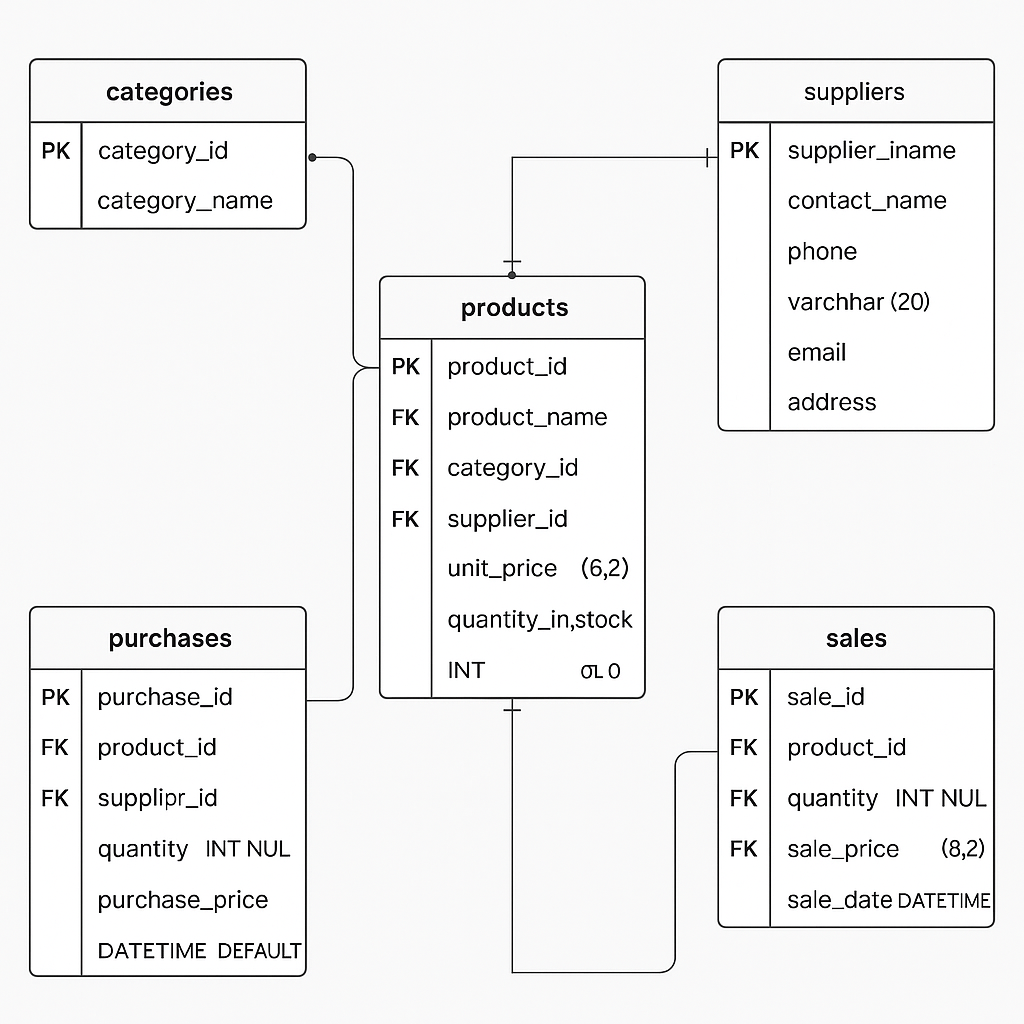 categories
PK category_id
category_name
suppliers
PK supplier_iname
contact_name
phone
varchhar (20)
email
address
products
PK product_id
FK product_name
FK category_id
FK supplier_id
unit_price (6,2)
quantity_in,stock
INT 0
purchases
PK purchase_id
FK product_id
FK supplipr_id
quantity INT NUL
purchase_price
DATETIME DEFAULT
sales
PK sale_id
FK product_id
FK quantity INT NUL
FK sale_price (8,2)
sale_date DATETIME